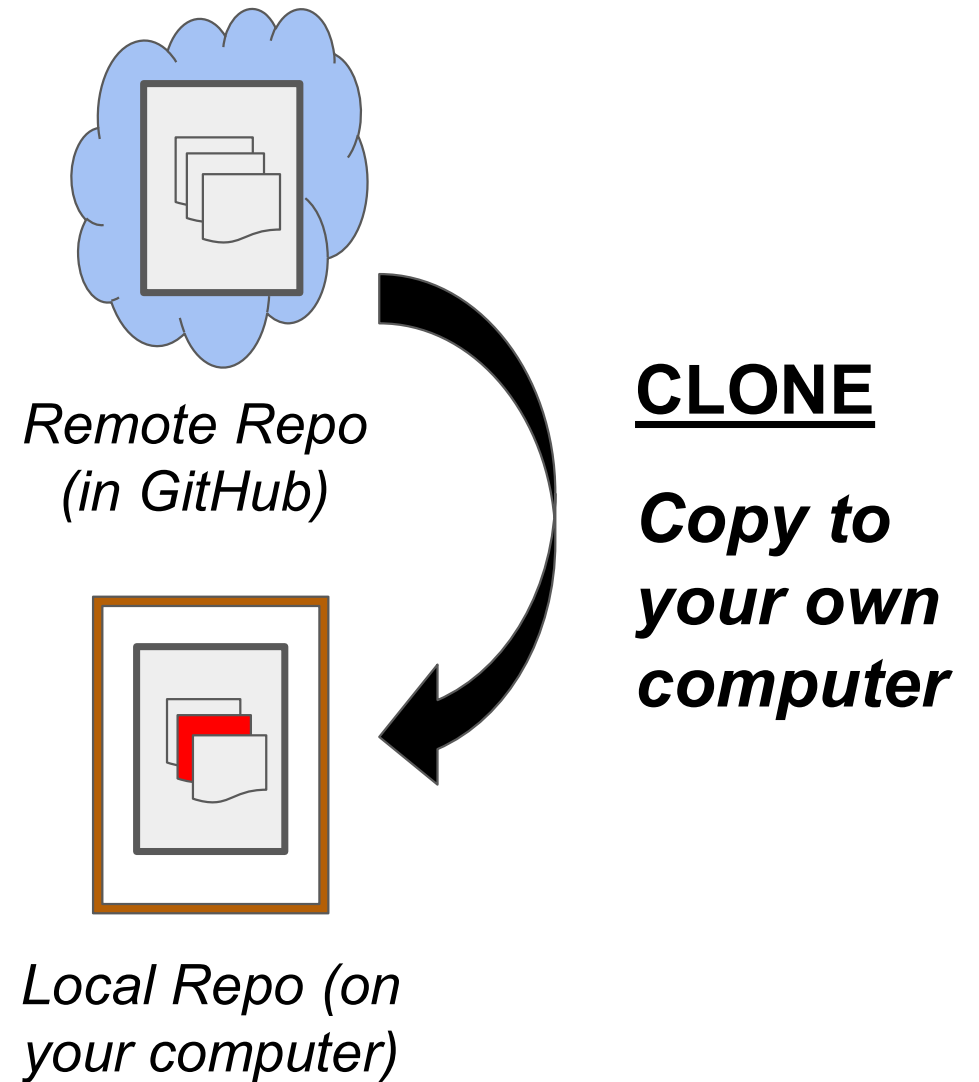 Remote Repo
(in GitHub)
CLONE
Copy to
your own
computer
Local Repo (on
your computer)